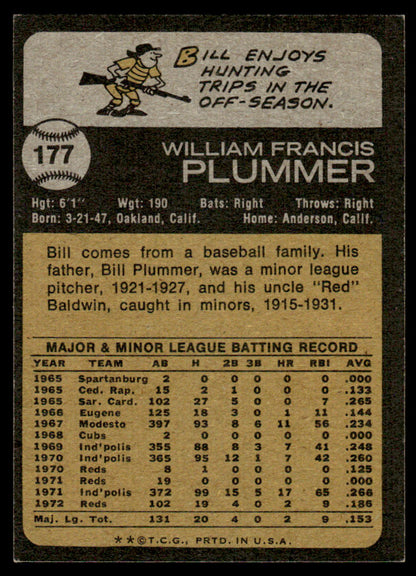 BILL ENJOYS
HUNTING
TRIPS IN THE
OFF-SEASON.
177
WILLIAM FRANCIS
PLUMMER
Hgt: 6'1" Wgt: 190 Bats: Right Throws: Right
Born: 3-21-47, Oakland, Calif. Home: Anderson, Calif.
Bill comes from a baseball family. His
father, Bill Plummer, was a minor league
pitcher, 1921-1927, and his uncle "Red"
Baldwin, caught in minors, 1915-1931.
MAJOR & MINOR LEAGUE BATTING RECORD
YEAR TEAM AB H 2B 3B HR RBI AVG
1965 Spartanburg 2 0 0 0 0 0 .000
1965 Ced. Rap. 15 2 1 0 0 0 .133
1965 Sar. Card. 102 27 5 0 0 7 .265
1966 Eugene 125 18 3 0 1 11 .144
1967 Modesto 397 93 8 6 11 56 .234
1968 Cubs 2 0 0 0 0 0 .000
1969 Ind'polis 355 88 8 3 7 41 .248
1970 Ind'polis 365 95 12 1 7 42 .260
1970 Reds 8 1 0 0 0 0 .125
1971 Reds 19 0 0 0 0 0 .000
1971 Ind'polis 372 99 15 5 17 65 .266
1972 Reds 102 19 4 0 2 9 .186
Maj. Lg. Tot. 131 20 4 0 2 9 .153
**©T.C.G., PRTD. IN U.S.A.